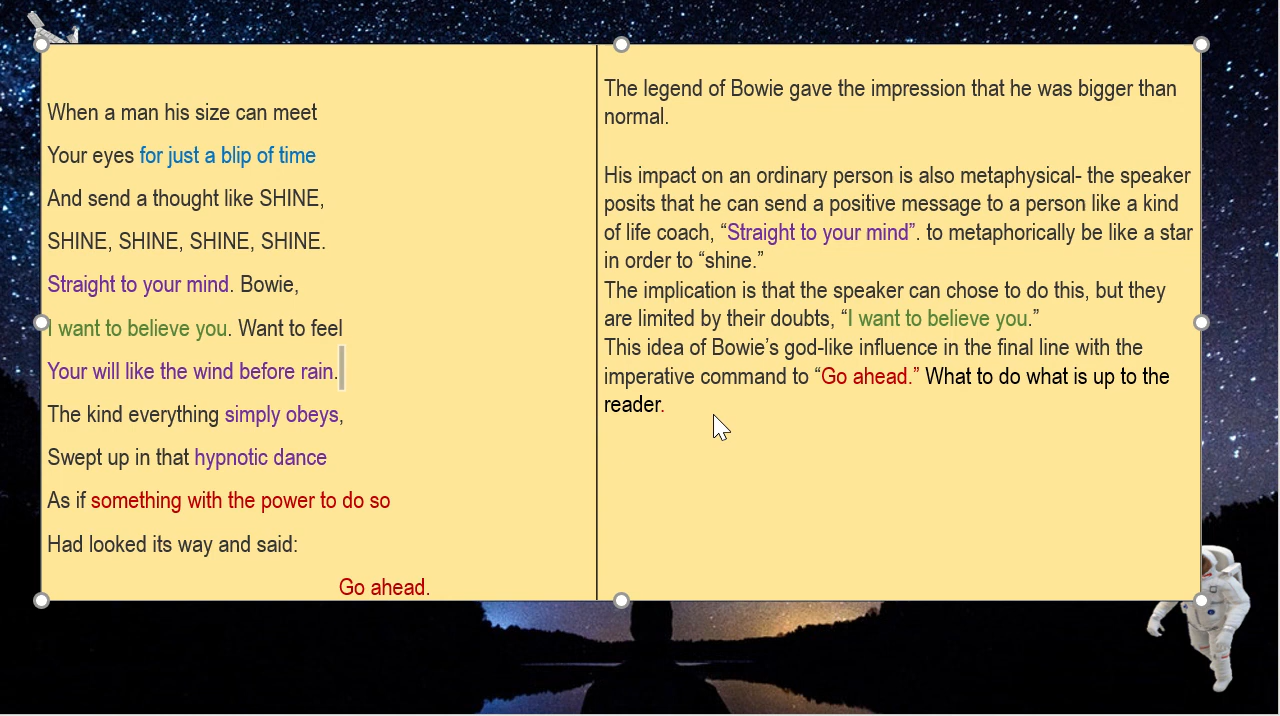 When a man his size can meet
Your eyes for just a blip of time
And send a thought like SHINE,
SHINE, SHINE, SHINE, SHINE.
Straight to your mind. Bowie,
I want to believe you. Want to feel
Your will like the wind before rain.
The kind everything simply obeys,
Swept up in that hypnotic dance
As if something with the power to do so
Had looked its way and said:
Go ahead.
The legend of Bowie gave the impression that he was bigger than
normal.
His impact on an ordinary person is also metaphysical- the speaker
posits that he can send a positive message to a person like a kind
of life coach, “Straight to your mind”. to metaphorically be like a star
in order to “shine.”
The implication is that the speaker can chose to do this, but they
are limited by their doubts, “I want to believe you.”
This idea of Bowie’s god-like influence in the final line with the
imperative command to “Go ahead.” What to do what is up to the
reader.